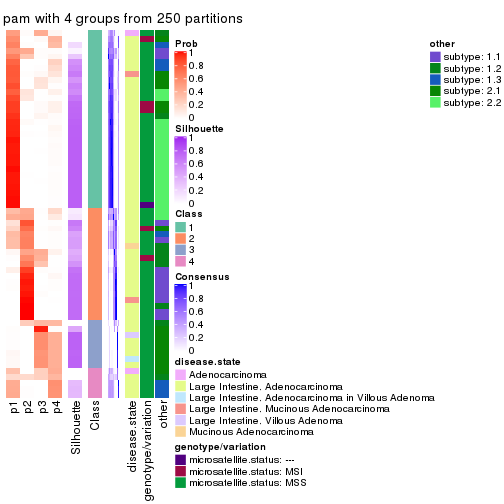 pam with 4 groups from 250 partitions
Prob
1
0.8
0.6
0.4
0.2
0
Silhouette
1
0.8
0.6
0.4
0.2
0
Class
1
2
3
4
Consensus
1
0.8
0.6
0.4
0.2
0
disease.state
Adenocarcinoma
Large Intestine. Adenocarcinoma
Large Intestine. Adenocarcinoma in Villous Adenoma
Large Intestine. Mucinous Adenocarcinoma
Large Intestine. Villous Adenoma
Mucinous Adenocarcinoma
genotype/variation
microsatellite.status: ---
microsatellite.status: MSI
microsatellite.status: MSS
other
subtype: 1.1
subtype: 1.2
subtype: 1.3
subtype: 2.1
subtype: 2.2
p1
p2
p3
p4
Silhouette
Class
disease.state
genotype/variation
other